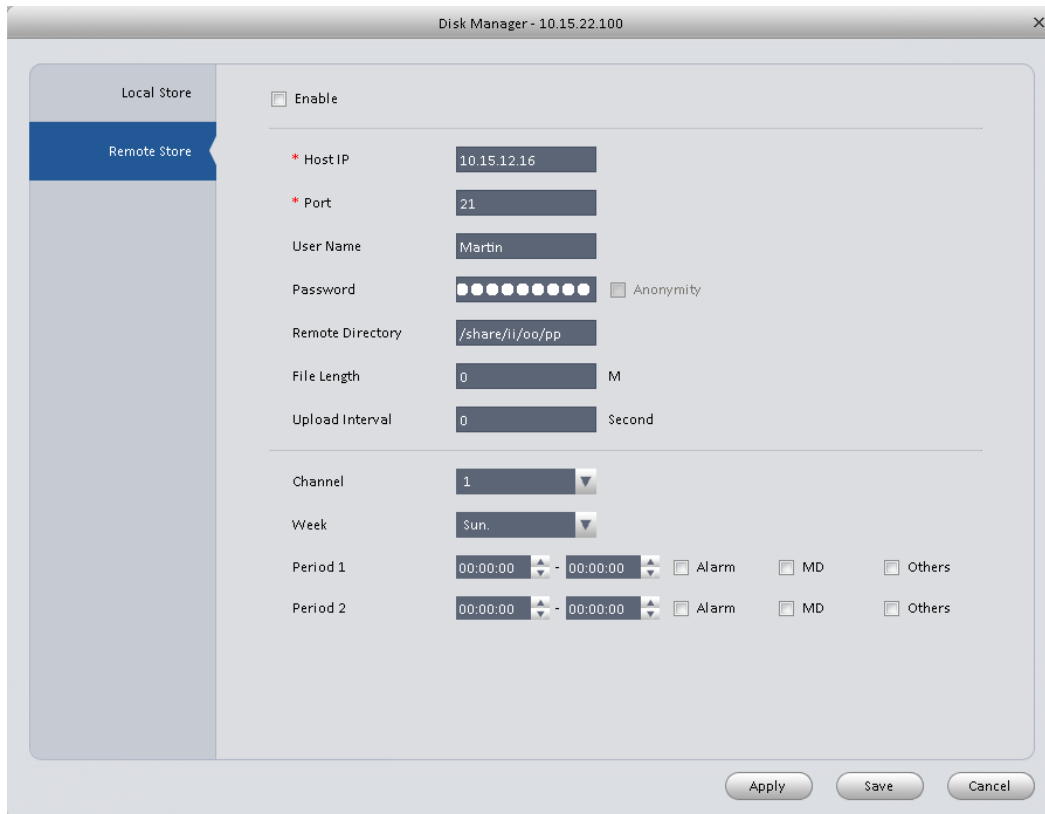 Disk Manager - 10.15.22.100
Local Store
Remote Store
Enable
* Host IP 10.15.12.16
* Port 21
User Name Martin
Password ●●●●●●●●● Anonymity
Remote Directory /share/ii/oo/pp
File Length 0 M
Upload Interval 0 Second
Channel 1
Week Sun.
Period 1 00:00:00 - 00:00:00 Alarm MD Others
Period 2 00:00:00 - 00:00:00 Alarm MD Others
Apply Save Cancel